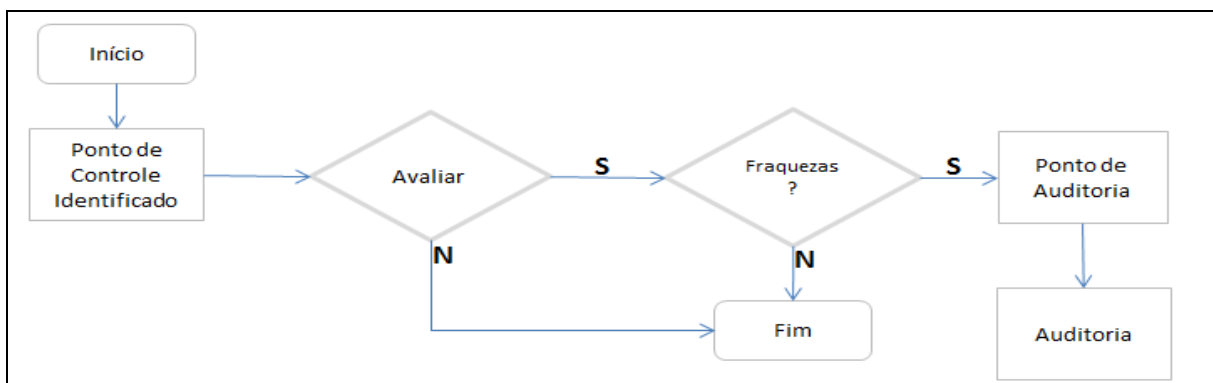 Início
Ponto de
Controle
Identificado
Avaliar
S
N
Fraquezas
?
S
N
Fim
Ponto de
Auditoria
Auditoria